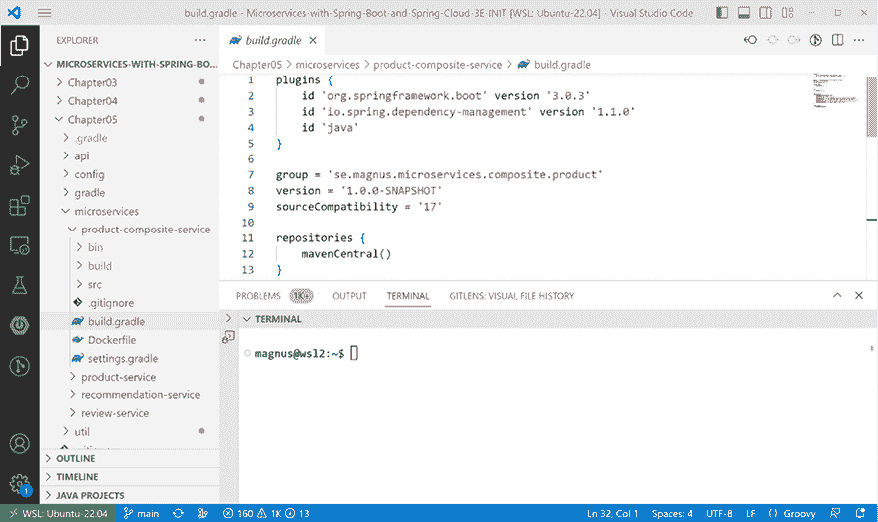 build.gradle - Microservices-with-Spring-Boot-and-Spring-Cloud-3E-INIT [WSL: Ubuntu-22.04] - Visual Studio Code
EXPLORER
MICROSERVICES-WITH-SPRING-BO...
Chapter03
Chapter04
Chapter05
.gradle
api
config
gradle
microservices
product-composite-service
bin
build
src
.gitignore
build.gradle
Dockerfile
settings.gradle
product-service
recommendation-service
review-service
util
OUTLINE
TIMELINE
JAVA PROJECTS
build.gradle
Chapter05 > microservices > product-composite-service > build.gradle
1 plugins {
2 id 'org.springframework.boot' version '3.0.3'
3 id 'io.spring.dependency-management' version '1.1.0'
4 id 'java'
5 }
6
7 group = 'se.magnus.microservices.composite.product'
8 version = '1.0.0-SNAPSHOT'
9 sourceCompatibility = '17'
10
11 repositories {
12 mavenCentral()
13 }
PROBLEMS 1K+ OUTPUT TERMINAL GITLENS: VISUAL FILE HISTORY
TERMINAL
magnus@wsl2:~$
1
WSL: Ubuntu-22.04 main 160 1K 13 Ln 32, Col 1 Spaces: 4 UTF-8 LF {} Groovy